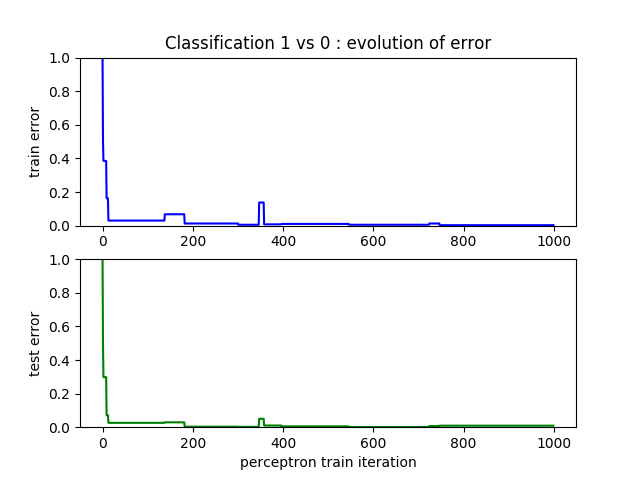 Classification 1 vs 0 : evolution of error
1.0
0.8
0.6
0.4
0.2
0.0
train error
0 200 400 600 800 1000
1.0
0.8
0.6
0.4
0.2
0.0
test error
0 200 400 600 800 1000
perceptron train iteration